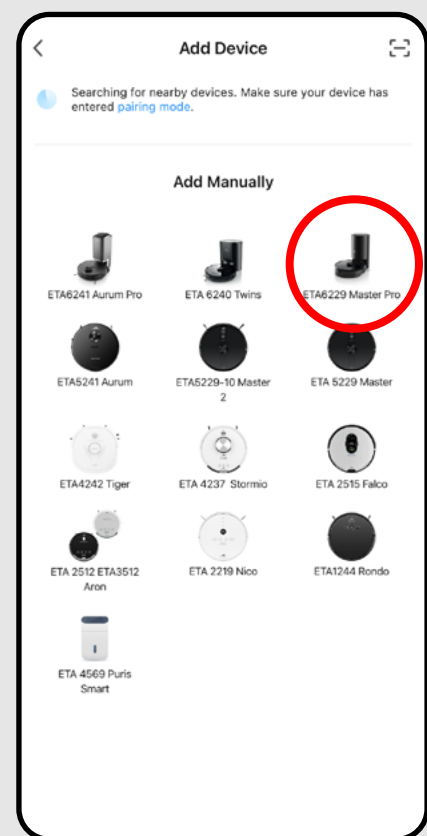 Add Device
Searching for nearby devices. Make sure your device has
entered pairing mode.
Add Manually
ETA6241 Aurum Pro
ETA 6240 Twins
ETA6229 Master Pro
ETA5241 Aurum
ETA5229-10 Master
2
ETA 5229 Master
ETA4242 Tiger
ETA 4237 Stormio
ETA 2515 Falco
ETA 2512 ETA3512
Aron
ETA 2219 Nico
ETA1244 Rondo
ETA 4569 Puris
Smart